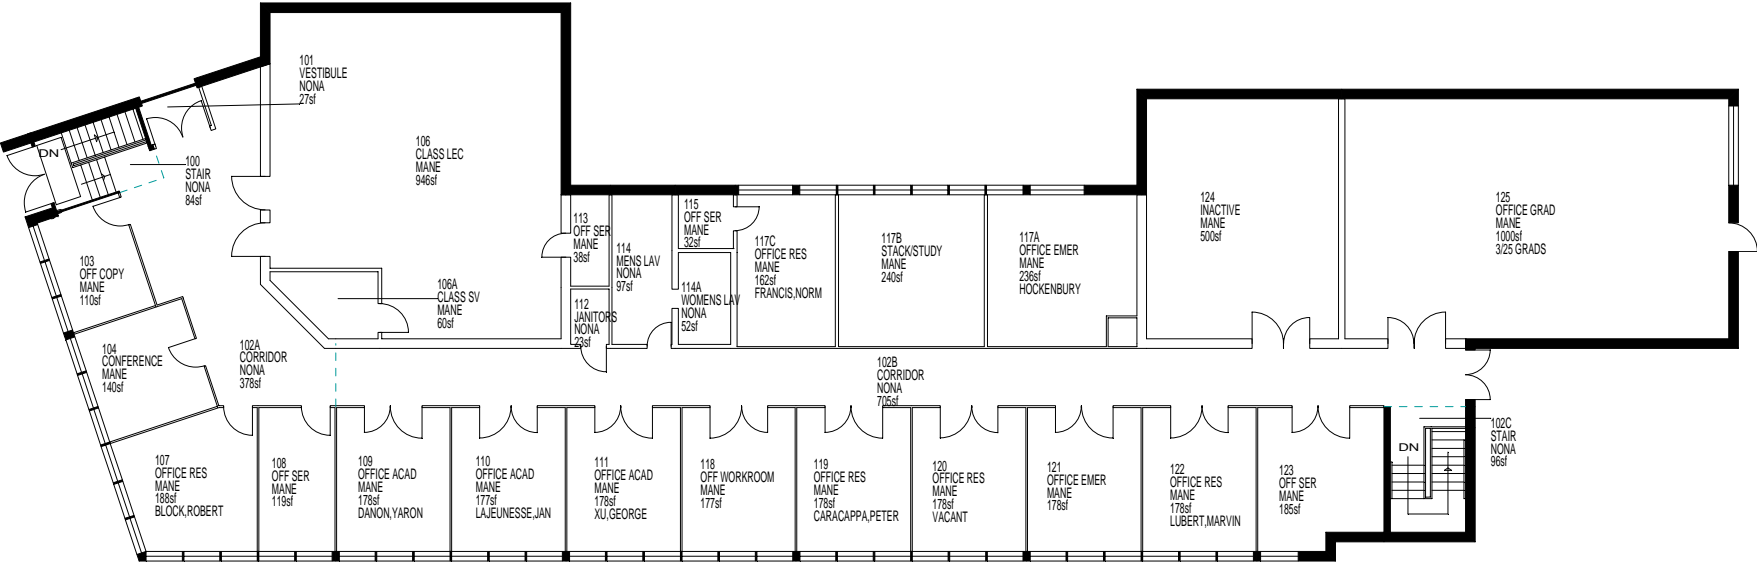 101
VESTIBULE
NONA
27sf
DN
100
STAIR
NONA
84sf
106
CLASS LEC
MANE
946sf
103
OFF COPY
MANE
110sf
106A
CLASS SV
MANE
60sf
104
CONFERENCE
MANE
140sf
102A
CORRIDOR
NONA
378sf
113
OFF SER
MANE
38sf
112
JANITORS
NONA
23sf
114
MENS LAV
NONA
97sf
115
OFF SER
MANE
32sf
114A
WOMENS LAV
NONA
52sf
117C
OFFICE RES
MANE
162sf
FRANCIS,NORM
117B
STACK/STUDY
MANE
240sf
117A
OFFICE EMER
MANE
236sf
HOCKENBURY
124
INACTIVE
MANE
500sf
125
OFFICE GRAD
MANE
1000sf
3/25 GRADS
102B
CORRIDOR
NONA
705sf
107
OFFICE RES
MANE
188sf
BLOCK,ROBERT
108
OFF SER
MANE
119sf
109
OFFICE ACAD
MANE
178sf
DANON,YARON
110
OFFICE ACAD
MANE
177sf
LAJEUNESSE,JAN
111
OFFICE ACAD
MANE
178sf
XU,GEORGE
118
OFF WORKROOM
MANE
177sf
119
OFFICE RES
MANE
178sf
CARACAPPA,PETER
120
OFFICE RES
MANE
178sf
VACANT
121
OFFICE EMER
MANE
178sf
122
OFFICE RES
MANE
178sf
LUBERT,MARVIN
123
OFF SER
MANE
185sf
DN
102C
STAIR
NONA
96sf